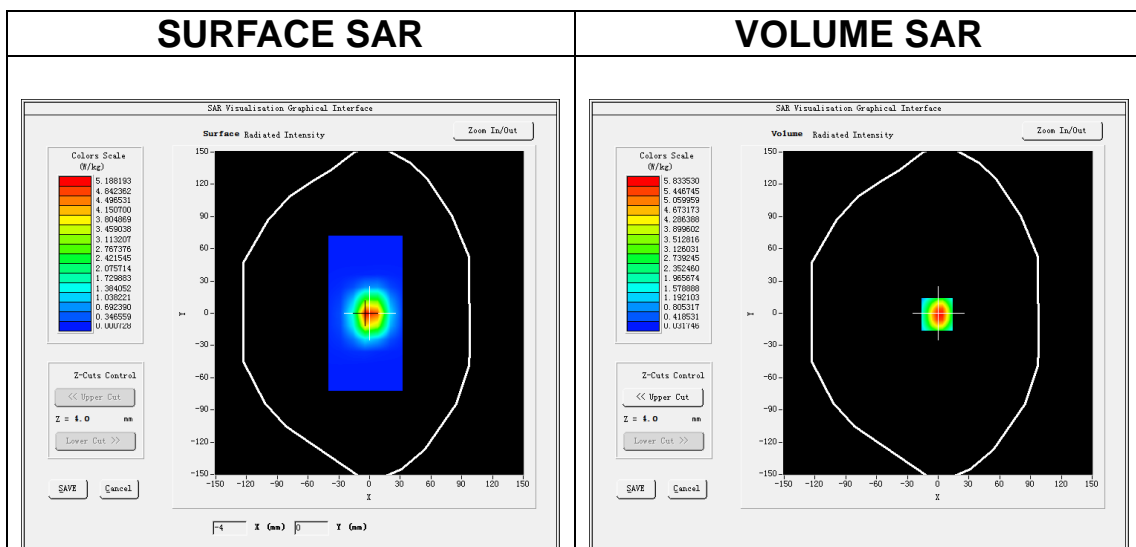 SURFACE SAR
VOLUME SAR
SAR Visualisation Graphical Interface
Surface Radiated Intensity
Zoom In/Out
Colors Scale
(W/kg)
5.188193
4.842362
4.496531
4.150700
3.804869
3.459038
3.113207
2.767376
2.421545
2.075714
1.729883
1.384052
1.038221
0.692390
0.346559
0.000728
Z-Cuts Control
<< Upper Cut
Z = 4.0 mm
Lower Cut >>
SAVE
Cancel
150
120
90
60
30
0
-30
-60
-90
-120
-150
Y
-150 -120 -90 -60 -30 0 30 60 90 120 150
X
-4 X (mm) 0 Y (mm)
SAR Visualisation Graphical Interface
Volume Radiated Intensity
Zoom In/Out
Colors Scale
(W/kg)
5.833530
5.446745
5.059959
4.673173
4.286388
3.899602
3.512816
3.126031
2.739245
2.352460
1.965674
1.578888
1.192103
0.805317
0.418531
0.031746
Z-Cuts Control
<< Upper Cut
Z = 4.0 mm
Lower Cut >>
SAVE
Cancel
150
120
90
60
30
0
-30
-60
-90
-120
-150
Y
-150 -120 -90 -60 -30 0 30 60 90 120 150
X